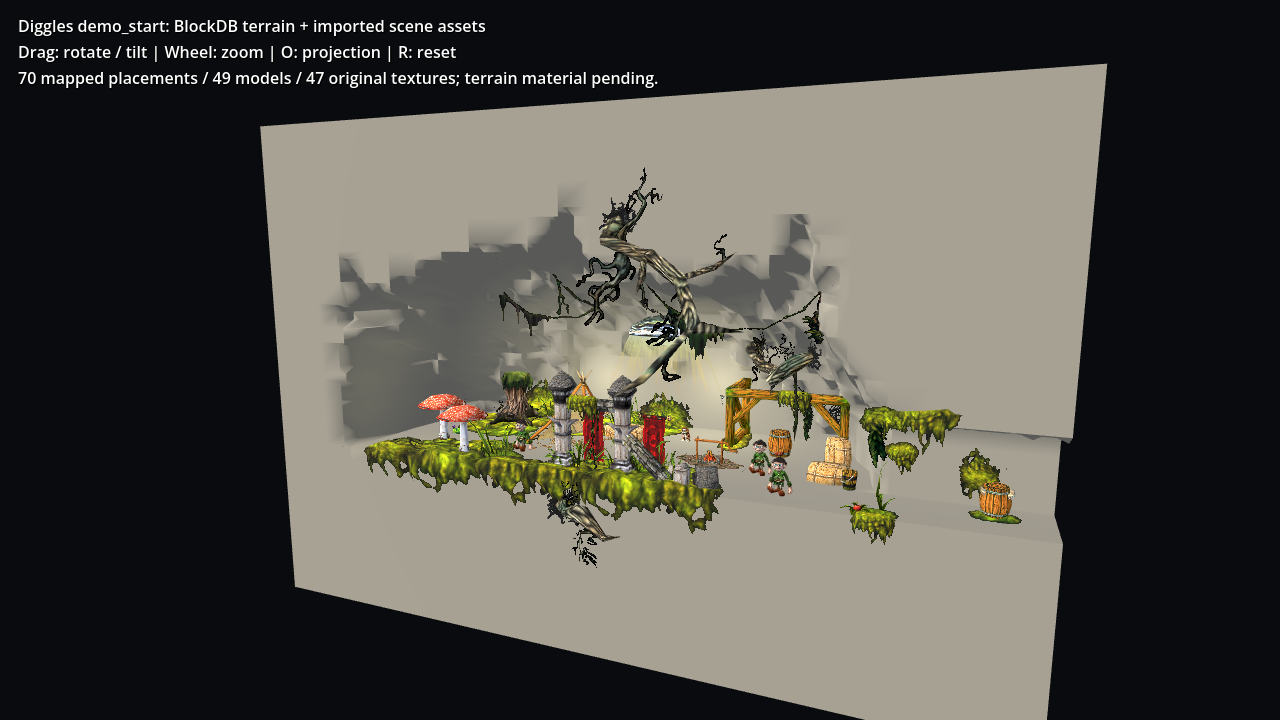 Diggles demo_start: BlockDB terrain + imported scene assets
Drag: rotate / tilt | Wheel: zoom | O: projection | R: reset
70 mapped placements / 49 models / 47 original textures; terrain material pending.